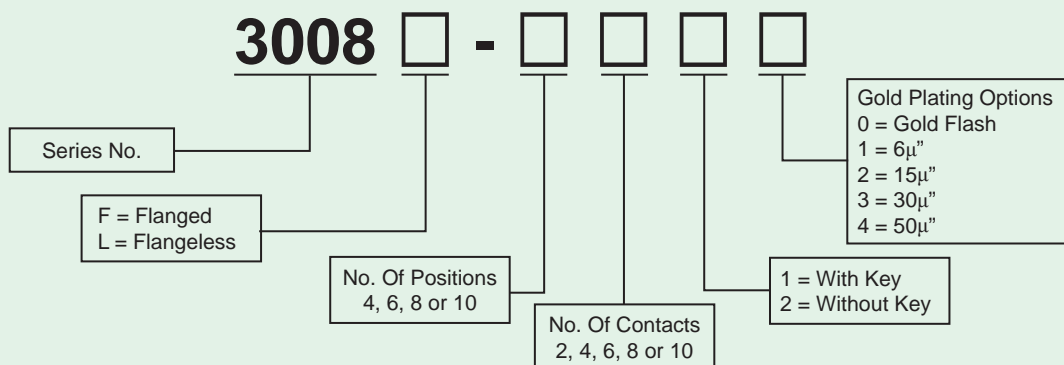 3008 □ - □ □ □ □
Gold Plating Options
0 = Gold Flash
1 = 6μ”
2 = 15μ”
3 = 30μ”
4 = 50μ”
Series No.
F = Flanged
L = Flangeless
No. Of Positions
4, 6, 8 or 10
1 = With Key
2 = Without Key
No. Of Contacts
2, 4, 6, 8 or 10